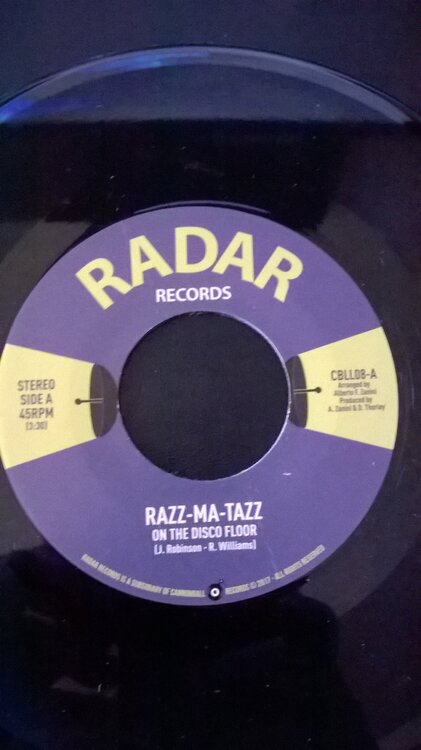 RADAR
RECORDS
STEREO
SIDE A
45RPM
(3:30)
CBLL08-A
Arranged by
Alberto F. Zanini
Produced by
A. Zanini & D. Thorley
RAZZ-MA-TAZZ
ON THE DISCO FLOOR
(J. Robinson - R. Williams)
RADAR RECORDS IS A SUBSIDIARY OF CANNONBALL RECORDS © 2017 - ALL RIGHTS RESERVED